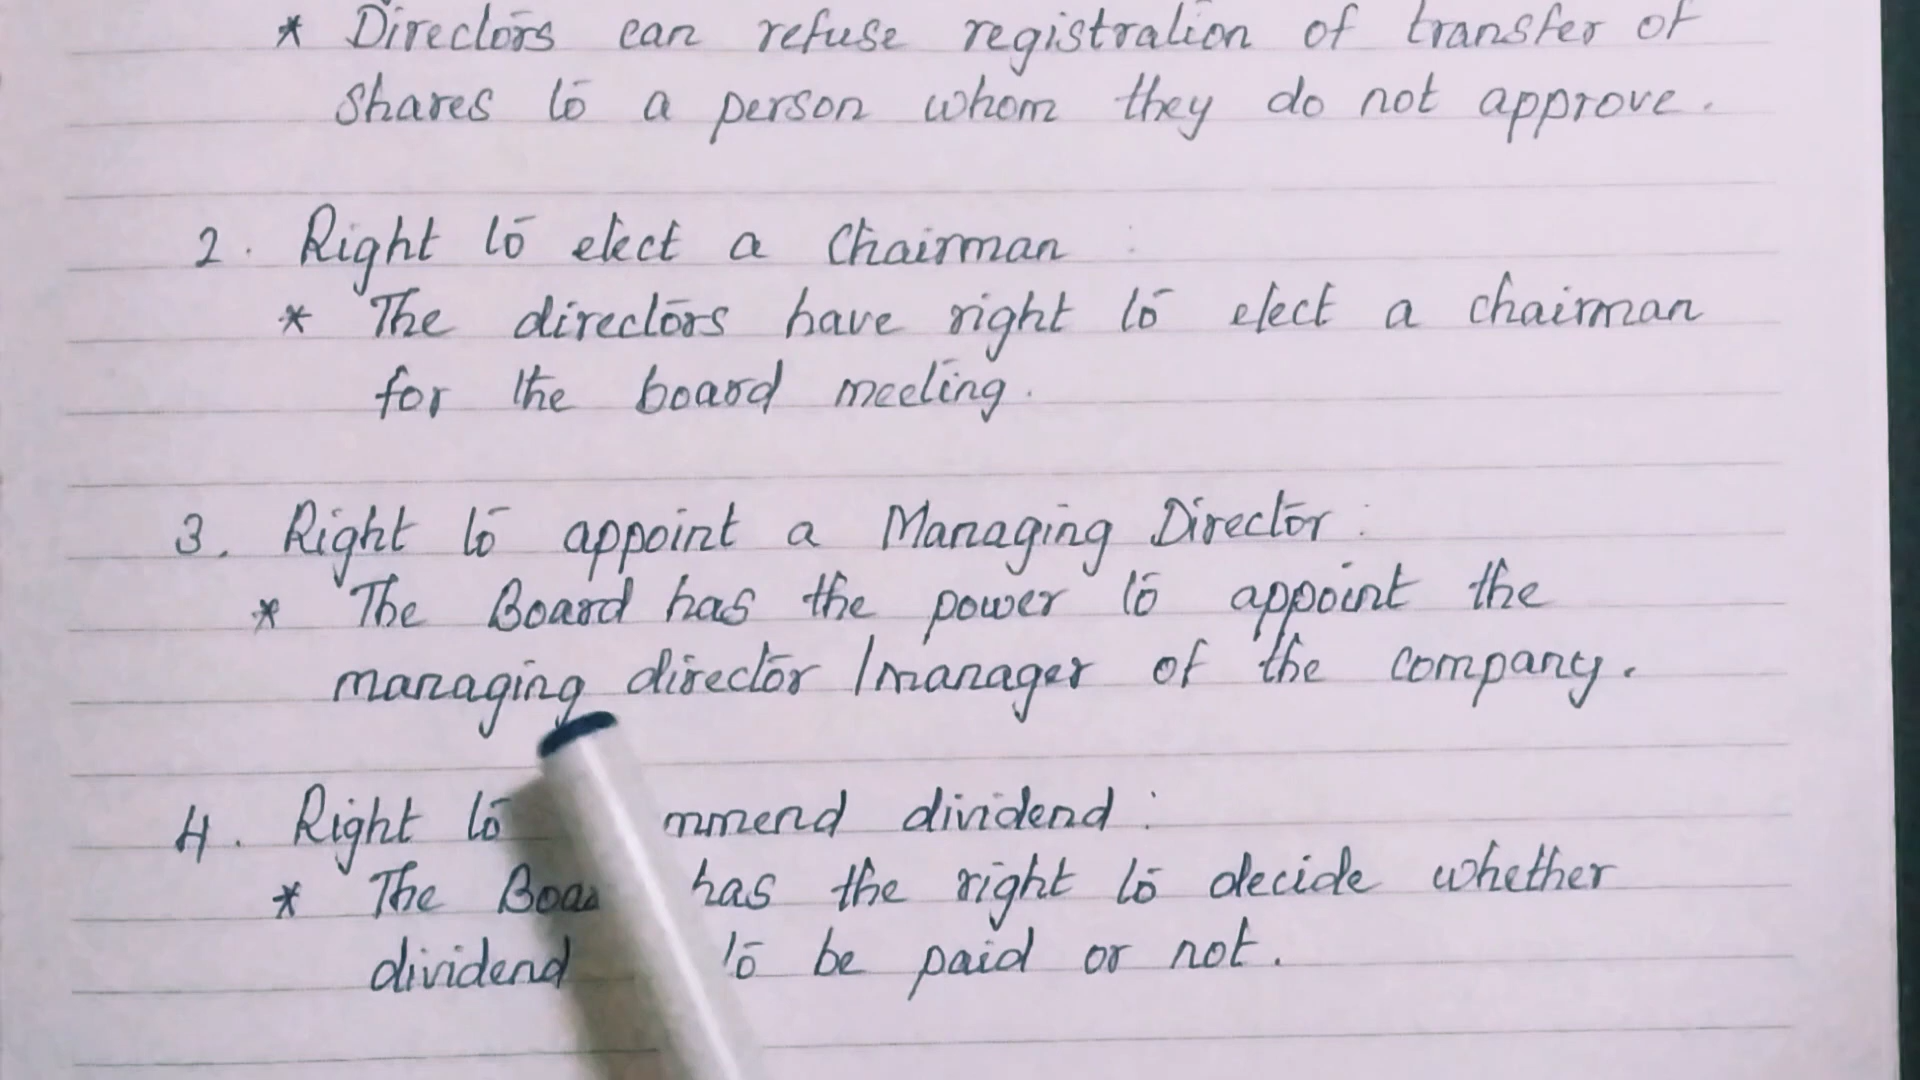 * Directors can refuse registration of transfer of
shares to a person whom they do not approve.
2. Right to elect a Chairman :
* The directors have right to elect a chairman
for the board meeting.
3. Right to appoint a Managing Director :
* The Board has the power to appoint the
managing director /manager of the company.
4. Right to mmend dividend :
* The Boa has the right to decide whether
dividend to be paid or not.